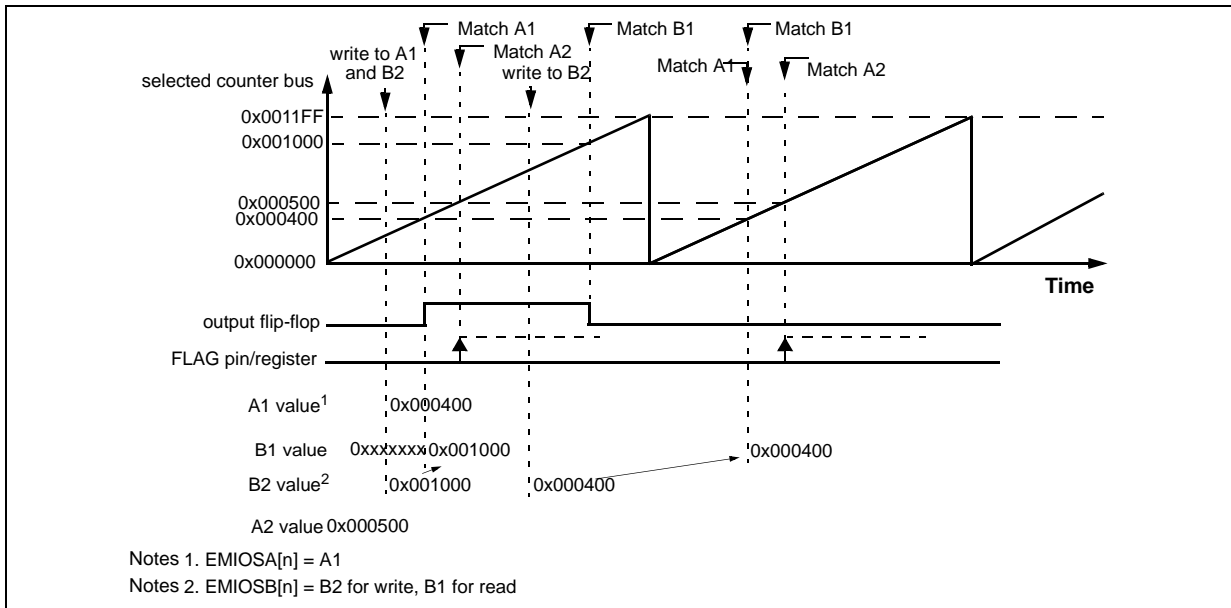 Match A1
Match B1
Match B1
write to A1
and B2
Match A2
write to B2
Match A1
Match A2
selected counter bus
0x0011FF
0x001000
0x000500
0x000400
0x000000
Time
output flip-flop
FLAG pin/register
A1 value1 0x000400
B1 value 0xxxxxxx 0x001000 0x000400
B2 value2 0x001000 0x000400
A2 value 0x000500
Notes 1. EMIOSA[n] = A1
Notes 2. EMIOSB[n] = B2 for write, B1 for read